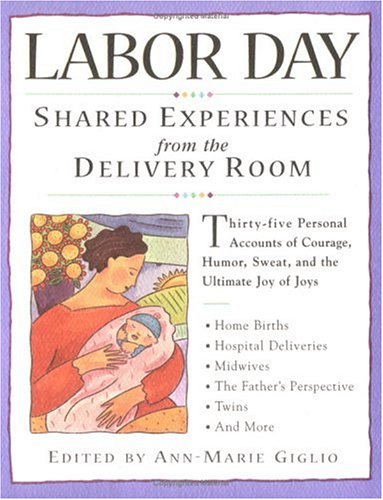 LABOR DAY
SHARED EXPERIENCES
from the
DELIVERY ROOM
Thirty-five Personal
Accounts of Courage,
Humor, Sweat, and the
Ultimate Joy of Joys
• Home Births
• Hospital Deliveries
• Midwives
• The Father's Perspective
• Twins
• And More
EDITED BY ANN-MARIE GIGLIO
Copyrighted Material
Copyrighted Material